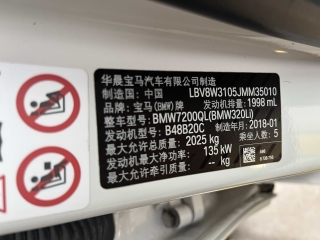 华晨宝马汽车有限公司制造
制造国：中国 LBV8W3105JMM35010
品牌：宝马(BMW)牌 发动机排量：1998 mL
整车型号：BMW7200QL(BMW320Li)
发动机型号：B48B20C 制造年月：2018-01
最大允许总质量：2025 kg 乘坐人数：5
发动机最大净功率：135 kW
最大允许牵引质量：-- kg